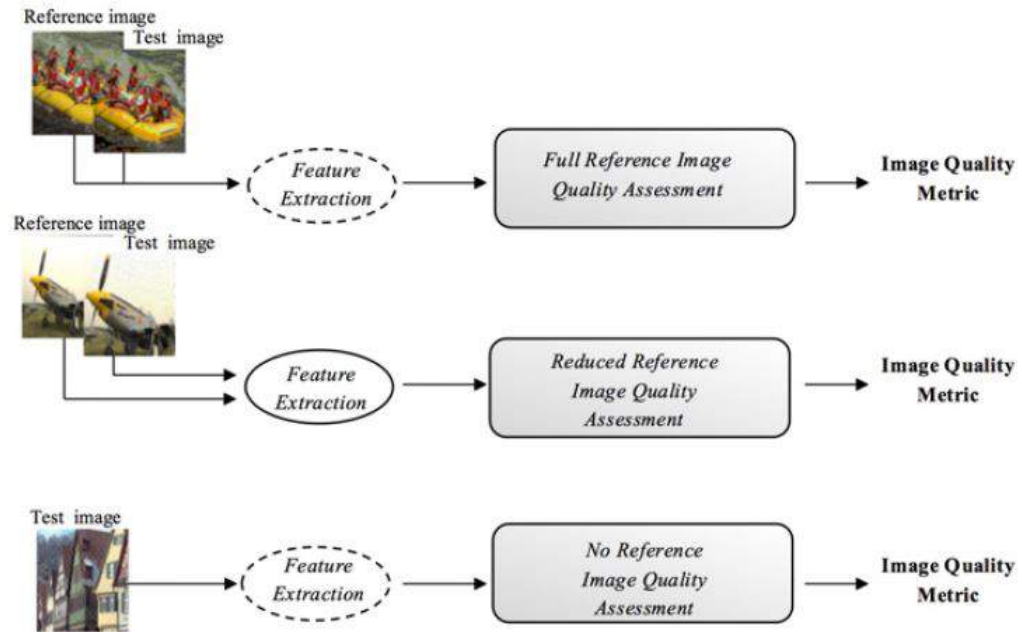 Reference image
Test image
Feature
Extraction
Full Reference Image
Quality Assessment
Image Quality
Metric
Reference image
Test image
Feature
Extraction
Reduced Reference
Image Quality
Assessment
Image Quality
Metric
Test image
Feature
Extraction
No Reference
Image Quality
Assessment
Image Quality
Metric